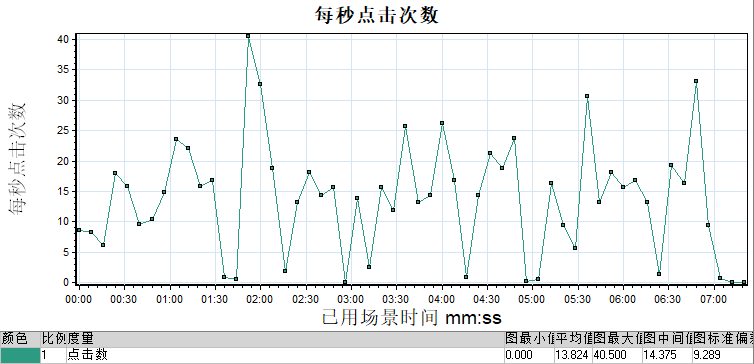 每秒点击次数
每秒点击次数
40
35
30
25
20
15
10
5
0
00:00 00:30 01:00 01:30 02:00 02:30 03:00 03:30 04:00 04:30 05:00 05:30 06:00 06:30 07:00
已用场景时间 mm:ss
颜色 比例 度量 图最小值 平均值 图最大值 图中间值 图标准偏差
1 点击数 0.000 13.824 40.500 14.375 9.289